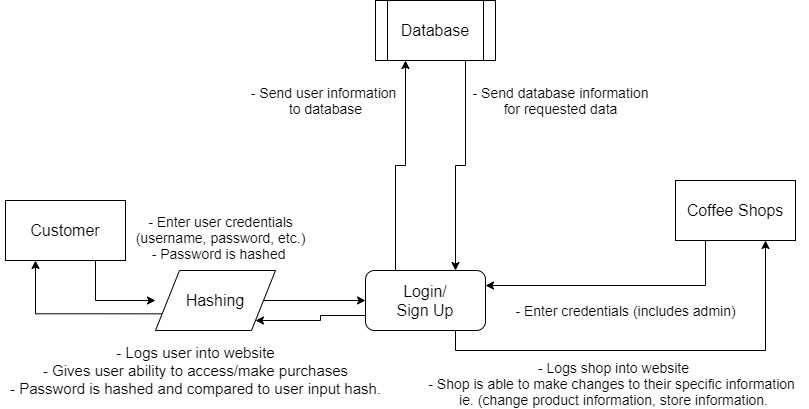 Database
- Send user information
to database
- Send database information
for requested data
Customer
- Enter user credentials
(username, password, etc.)
- Password is hashed
Coffee Shops
Hashing
Login/
Sign Up
- Enter credentials (includes admin)
- Logs user into website
- Gives user ability to access/make purchases
- Password is hashed and compared to user input hash.
- Logs shop into website
- Shop is able to make changes to their specific information
ie. (change product information, store information.